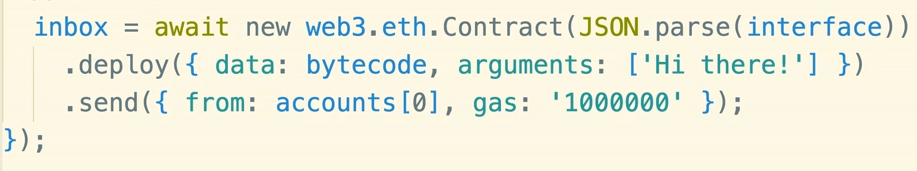 inbox = await new web3.eth.Contract(JSON.parse(interface))
.deploy({ data: bytecode, arguments: ['Hi there!'] })
.send({ from: accounts[0], gas: '1000000' });
});